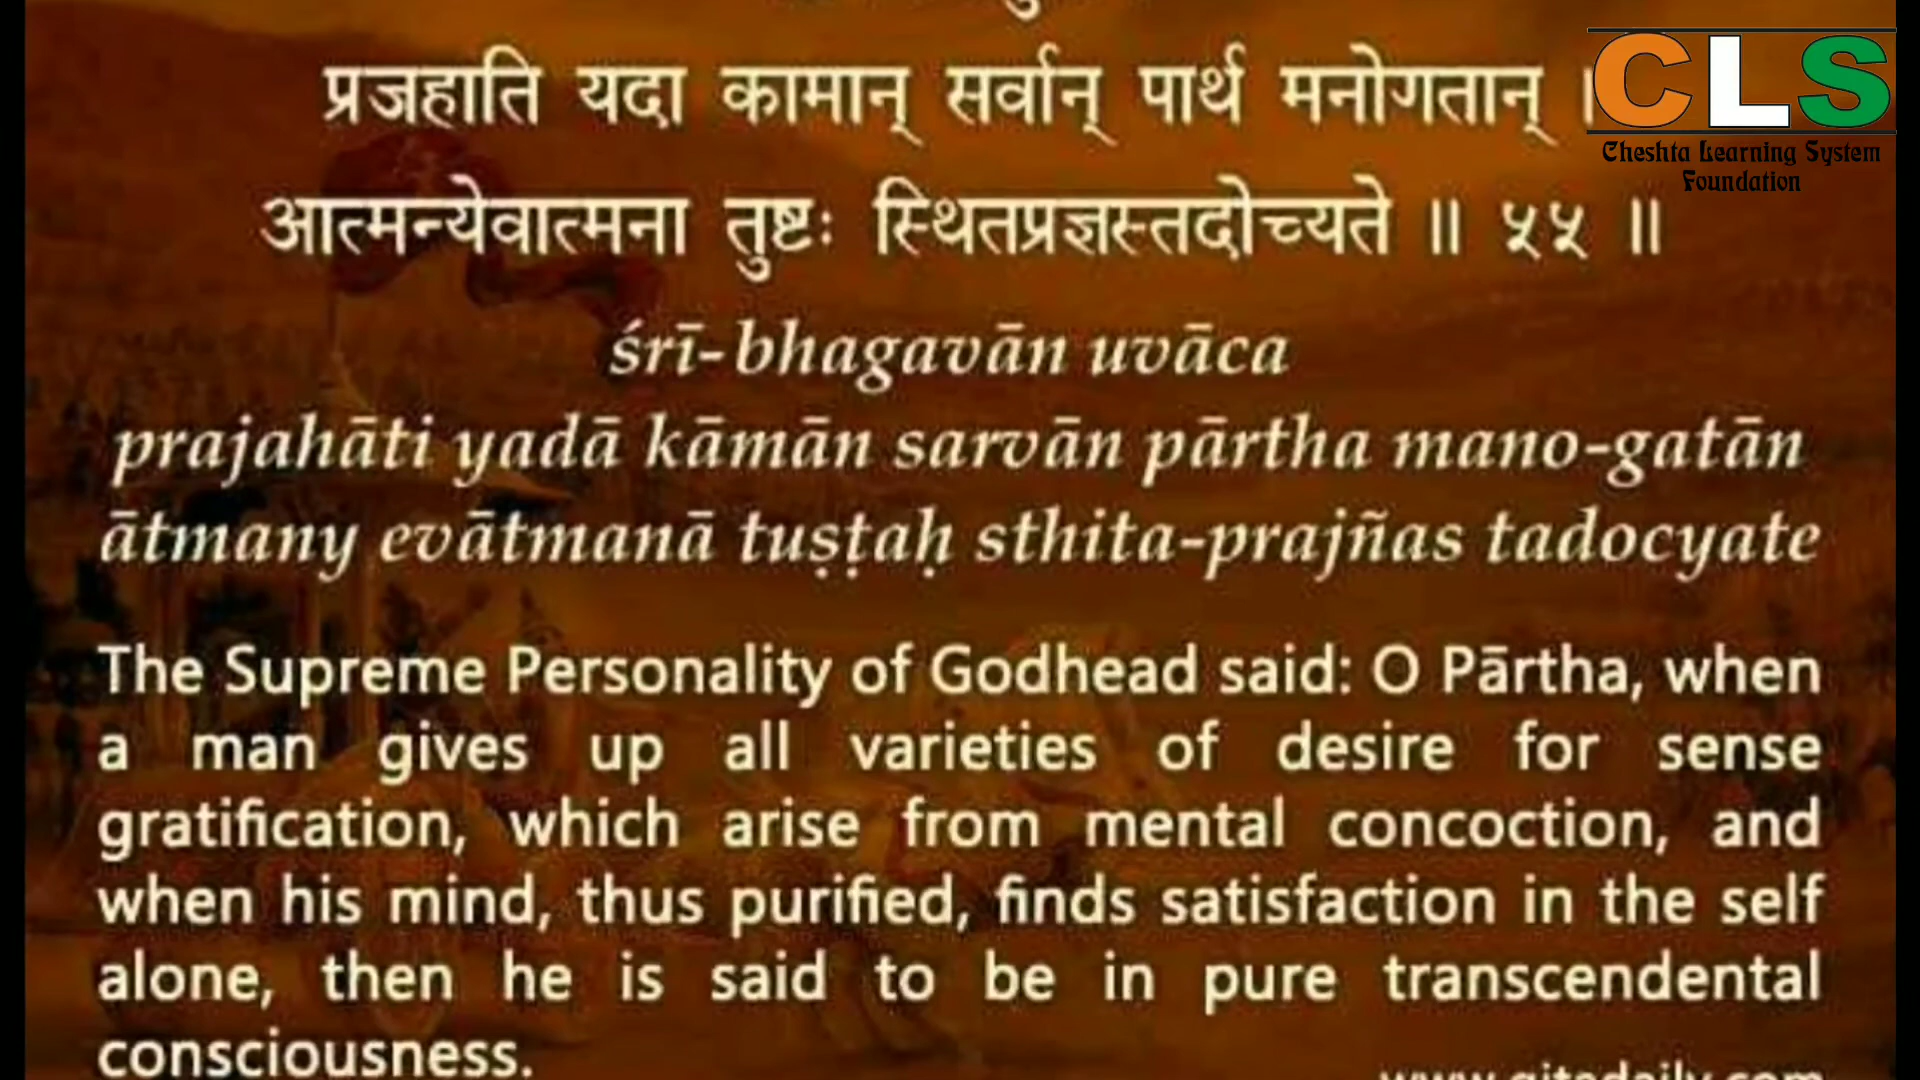 प्रजहाति यदा कामान् सर्वान् पार्थ मनोगतान् ।
CLS
Cheshta Learning System
Foundation
आत्मन्येवात्मना तुष्टः स्थितप्रज्ञस्तदोच्यते ॥ ५५ ॥
śrī-bhagavān uvāca
prajahāti yadā kāmān sarvān pārtha mano-gatān
ātmany evātmanā tuṣṭaḥ sthita-prajñas tadocyate
The Supreme Personality of Godhead said: O Pārtha, when
a man gives up all varieties of desire for sense
gratification, which arise from mental concoction, and
when his mind, thus purified, finds satisfaction in the self
alone, then he is said to be in pure transcendental
consciousness.
www.gitadaily.com